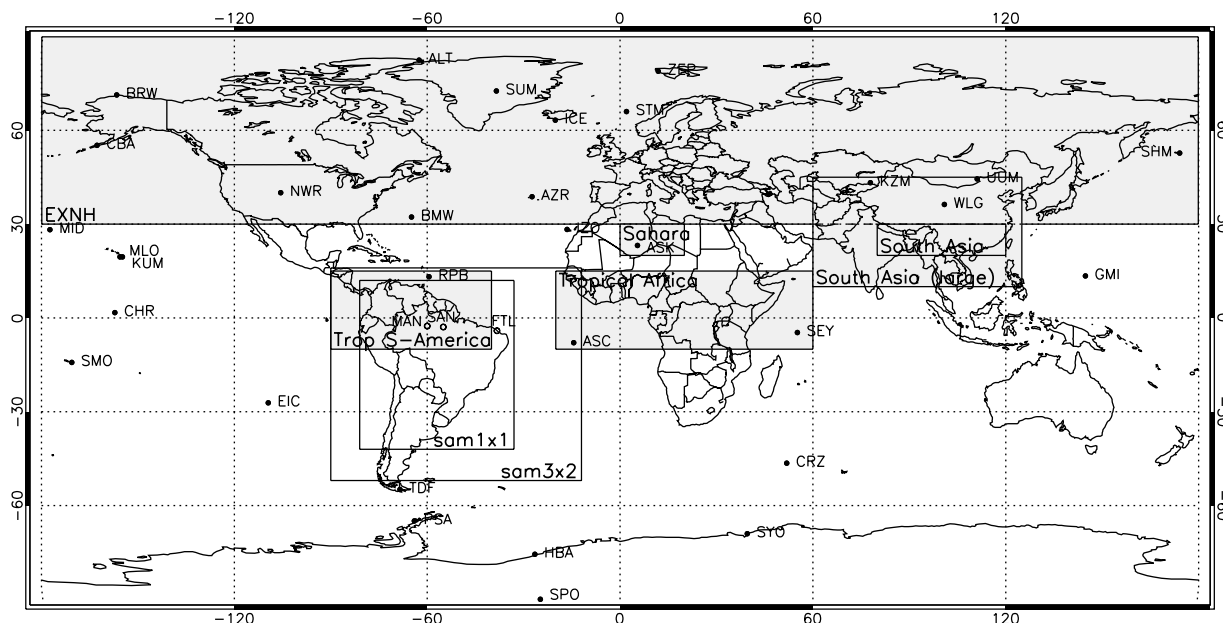 −120 −60 0 60 120
ALT
ZEP
BRW
SUM
STM
ICE
60
CBA
SHM
KZM
UUM
NWR
AZR
WLG
BMW
EXNH
30
MID
IZO
Sahara
ASK
South Asia
MLO
KUM
RPB
Tropical Africa
South Asia (large)
GMI
CHR
MAN
SAN
FTL
0
SEY
Trop S−America
ASC
SMO
EIC
−30
sam1x1
sam3x2
CRZ
TDF
−60
PSA
SYO
HBA
SPO
−120 −60 0 60 120